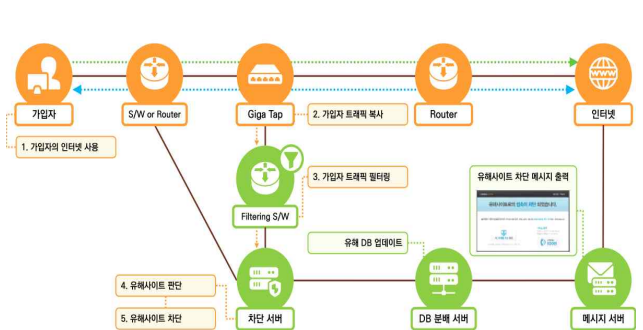 WWW
가입자
S/W or Router
Giga Tap
2. 가입자 트래픽 복사
Router
인터넷
1. 가입자의 인터넷 사용
3. 가입자 트래픽 필터링
유해사이트 차단 메시지 출력
Filtering S/W
유해 DB 업데이트
4. 유해사이트 판단
5. 유해사이트 차단
차단 서버
DB 분배 서버
메시지 서버